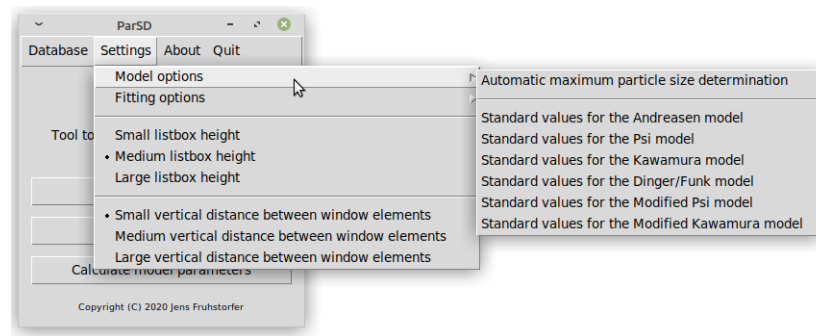 ParSD
Database Settings About Quit
Model options
Fitting options
Small listbox height
Medium listbox height
Large listbox height
Small vertical distance between window elements
Medium vertical distance between window elements
Large vertical distance between window elements
Automatic maximum particle size determination
Standard values for the Andreasen model
Standard values for the Psi model
Standard values for the Kawamura model
Standard values for the Dinger/Funk model
Standard values for the Modified Psi model
Standard values for the Modified Kawamura model
Tool to
Calculate model parameters
Copyright (C) 2020 Jens Fruhstorfer